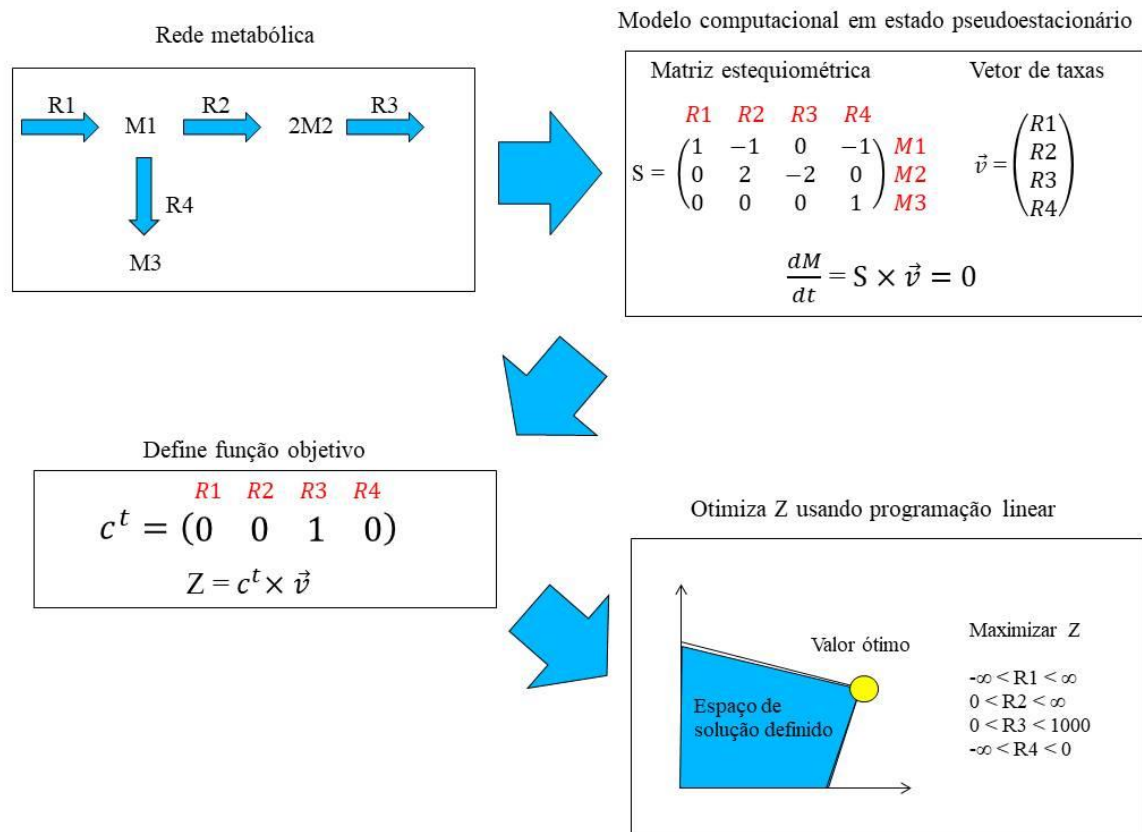 Rede metabólica
R1 R2 R3
M1 2M2
R4
M3
Modelo computacional em estado pseudoestacionário
Matriz estequiométrica Vetor de taxas
R1 R2 R3 R4
S = (1 −1 0 −1) M1
(0 2 −2 0) M2
(0 0 0 1) M3
v⃗ = (R1
R2
R3
R4)
dM/dt = S × v⃗ = 0
Define função objetivo
R1 R2 R3 R4
cᵗ = (0 0 1 0)
Z = cᵗ × v⃗
Otimiza Z usando programação linear
Valor ótimo
Espaço de
solução definido
Maximizar Z
-∞ < R1 < ∞
0 < R2 < ∞
0 < R3 < 1000
-∞ < R4 < 0